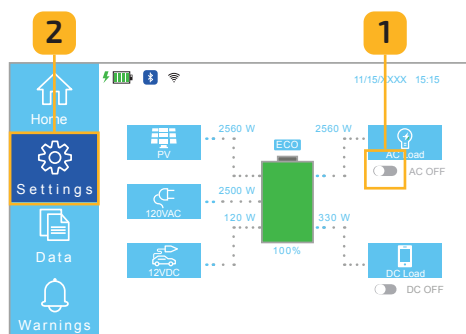 2
1
11/15/XXXX 15:15
Home
Settings
Data
Warnings
2560 W
PV
2500 W
120VAC
120 W
12VDC
ECO
100%
2560 W
AC Load
AC OFF
330 W
DC Load
DC OFF